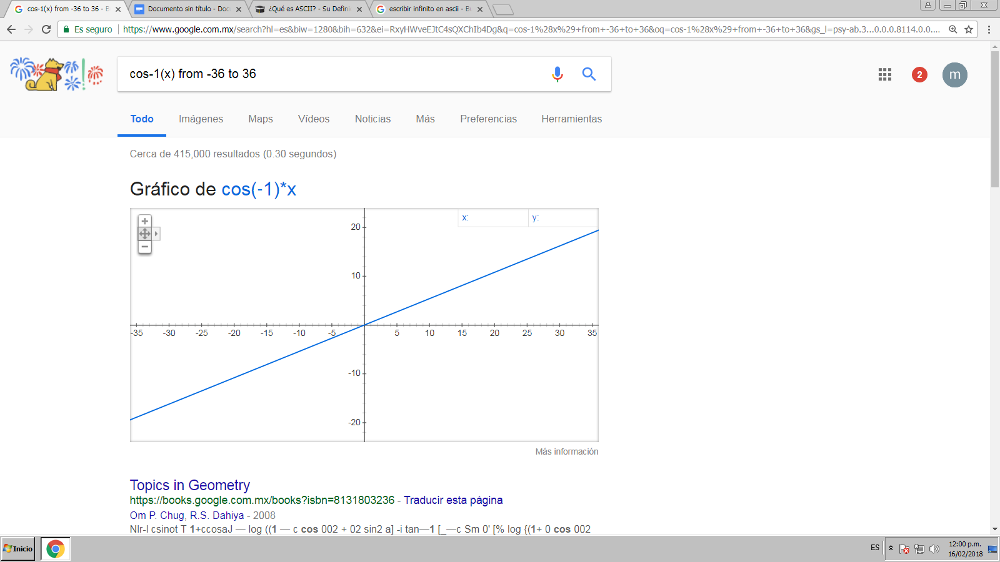 cos-1(x) from -36 to 36 - B
Documento sin título - Doc
¿Qué es ASCII? - Su Defini
escribir infinito en ascii - Bu
Es seguro
https://www.google.com.mx/search?hl=es&biw=1280&bih=632&ei=RxyHWveEJtC4sQXChIb4Dg&q=cos-1%28x%29+from+-36+to+36&oq=cos-1%28x%29+from+-36+to+36&gs_l=psy-ab.3...0.0.0.8114.0.0....
cos-1(x) from -36 to 36
2
m
Todo Imágenes Maps Vídeos Noticias Más Preferencias Herramientas
Cerca de 415,000 resultados (0.30 segundos)
Gráfico de cos(-1)*x
x: y:
20
10
-35 -30 -25 -20 -15 -10 -5 5 10 15 20 25 30 35
-10
-20
Más información
Topics in Geometry
https://books.google.com.mx/books?isbn=8131803236 - Traducir esta página
Om P. Chug, R.S. Dahiya - 2008
Nlr-l csinot T 1+ccosaJ — log ((1 — c cos 002 + 02 sin2 a] -i tan—1 [_—c Sm 0' [% log {(1+ 0 cos 002
Inicio
ES
12:00 p.m.
16/02/2018